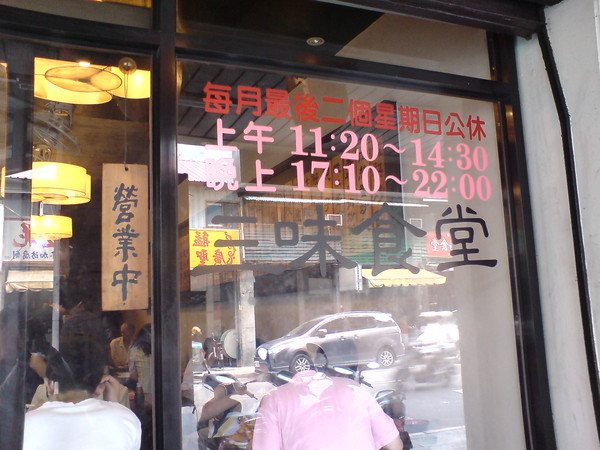 每月最後二個星期日公休
上午 11:20~14:30
晚上 17:10~22:00
三味食堂
營業中